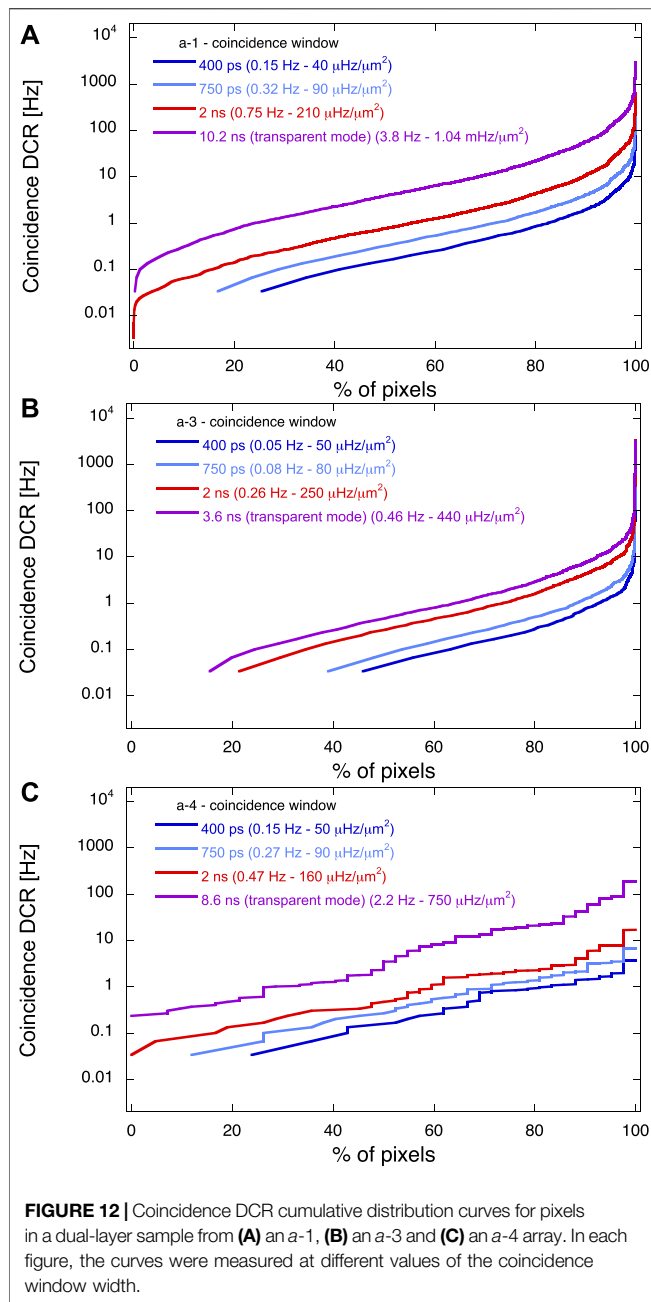 A
a-1 - coincidence window
400 ps (0.15 Hz - 40 μHz/μm²)
750 ps (0.32 Hz - 90 μHz/μm²)
2 ns (0.75 Hz - 210 μHz/μm²)
10.2 ns (transparent mode) (3.8 Hz - 1.04 mHz/μm²)
Coincidence DCR [Hz]
10⁴
1000
100
10
1
0.1
0.01
0 20 40 60 80 100
% of pixels
B
a-3 - coincidence window
400 ps (0.05 Hz - 50 μHz/μm²)
750 ps (0.08 Hz - 80 μHz/μm²)
2 ns (0.26 Hz - 250 μHz/μm²)
3.6 ns (transparent mode) (0.46 Hz - 440 μHz/μm²)
Coincidence DCR [Hz]
10⁴
1000
100
10
1
0.1
0.01
0 20 40 60 80 100
% of pixels
C
a-4 - coincidence window
400 ps (0.15 Hz - 50 μHz/μm²)
750 ps (0.27 Hz - 90 μHz/μm²)
2 ns (0.47 Hz - 160 μHz/μm²)
8.6 ns (transparent mode) (2.2 Hz - 750 μHz/μm²)
Coincidence DCR [Hz]
10⁴
1000
100
10
1
0.1
0.01
0 20 40 60 80 100
% of pixels
FIGURE 12 | Coincidence DCR cumulative distribution curves for pixels
in a dual-layer sample from (A) an a-1, (B) an a-3 and (C) an a-4 array. In each
figure, the curves were measured at different values of the coincidence
window width.